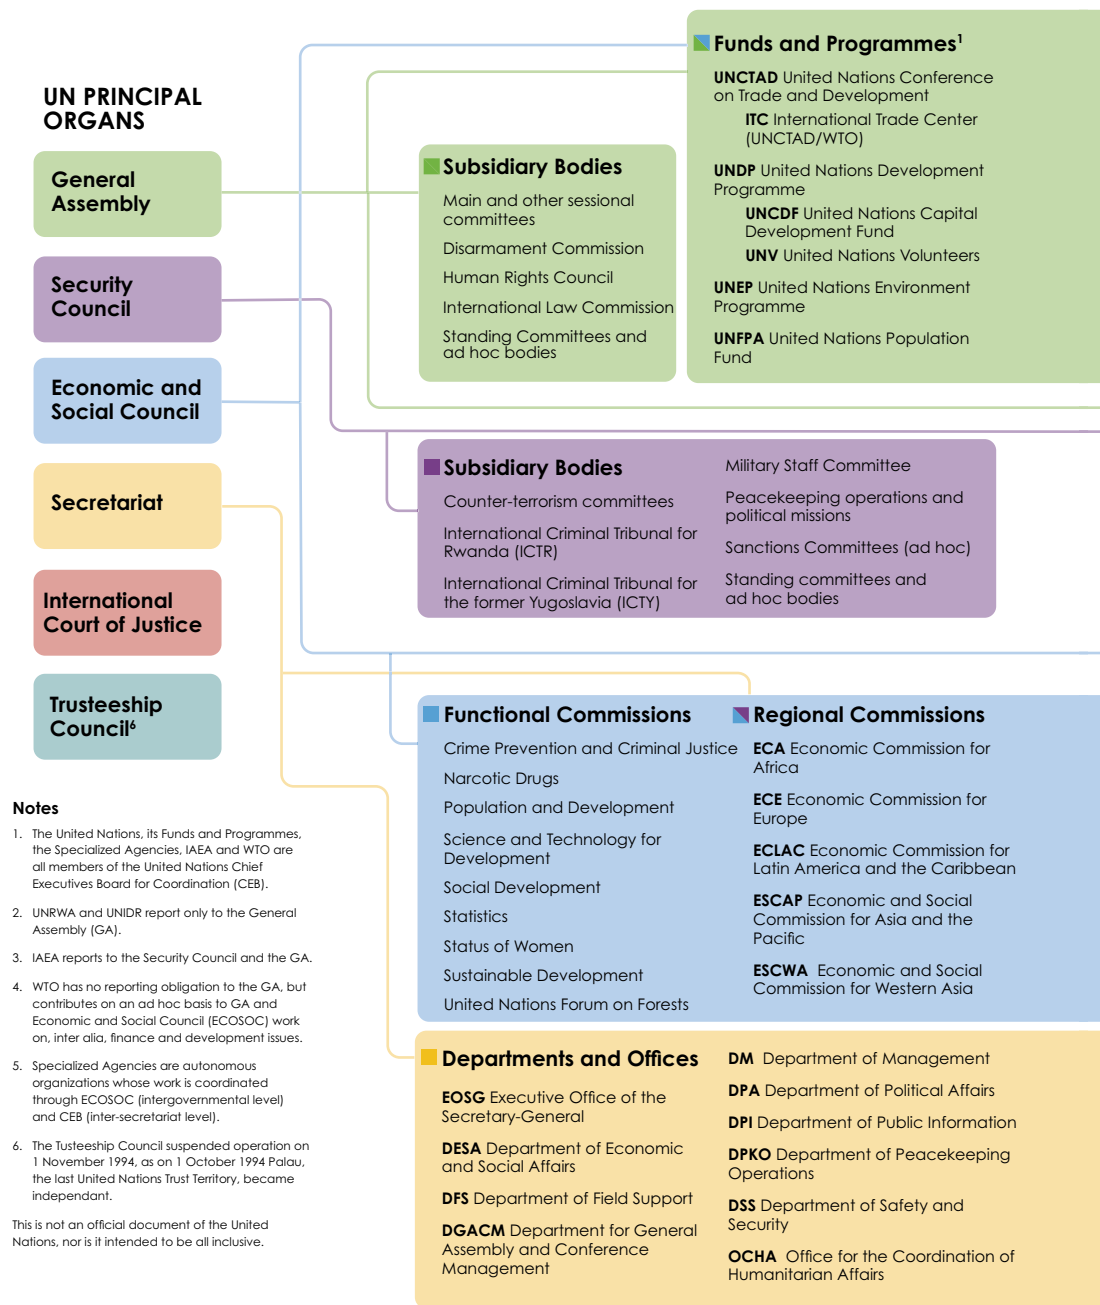 UN PRINCIPAL
ORGANS
General
Assembly
Security
Council
Economic and
Social Council
Secretariat
International
Court of Justice
Trusteeship
Council⁶
Notes
1. The United Nations, its Funds and Programmes,
the Specialized Agencies, IAEA and WTO are
all members of the United Nations Chief
Executives Board for Coordination (CEB).
2. UNRWA and UNIDR report only to the General
Assembly (GA).
3. IAEA reports to the Security Council and the GA.
4. WTO has no reporting obligation to the GA, but
contributes on an ad hoc basis to GA and
Economic and Social Council (ECOSOC) work
on, inter alia, finance and development issues.
5. Specialized Agencies are autonomous
organizations whose work is coordinated
through ECOSOC (intergovernmental level)
and CEB (inter-secretariat level).
6. The Tusteeship Council suspended operation on
1 November 1994, as on 1 October 1994 Palau,
the last United Nations Trust Territory, became
independant.
This is not an official document of the United
Nations, nor is it intended to be all inclusive.
Subsidiary Bodies
Main and other sessional
committees
Disarmament Commission
Human Rights Council
International Law Commission
Standing Committees and
ad hoc bodies
Funds and Programmes¹
UNCTAD United Nations Conference
on Trade and Development
ITC International Trade Center
(UNCTAD/WTO)
UNDP United Nations Development
Programme
UNCDF United Nations Capital
Development Fund
UNV United Nations Volunteers
UNEP United Nations Environment
Programme
UNFPA United Nations Population
Fund
Subsidiary Bodies
Counter-terrorism committees
International Criminal Tribunal for
Rwanda (ICTR)
International Criminal Tribunal for
the former Yugoslavia (ICTY)
Military Staff Committee
Peacekeeping operations and
political missions
Sanctions Committees (ad hoc)
Standing committees and
ad hoc bodies
Functional Commissions
Crime Prevention and Criminal Justice
Narcotic Drugs
Population and Development
Science and Technology for
Development
Social Development
Statistics
Status of Women
Sustainable Development
United Nations Forum on Forests
Regional Commissions
ECA Economic Commission for
Africa
ECE Economic Commission for
Europe
ECLAC Economic Commission for
Latin America and the Caribbean
ESCAP Economic and Social
Commission for Asia and the
Pacific
ESCWA Economic and Social
Commission for Western Asia
Departments and Offices
EOSG Executive Office of the
Secretary-General
DESA Department of Economic
and Social Affairs
DFS Department of Field Support
DGACM Department for General
Assembly and Conference
Management
DM Department of Management
DPA Department of Political Affairs
DPI Department of Public Information
DPKO Department of Peacekeeping
Operations
DSS Department of Safety and
Security
OCHA Office for the Coordination of
Humanitarian Affairs